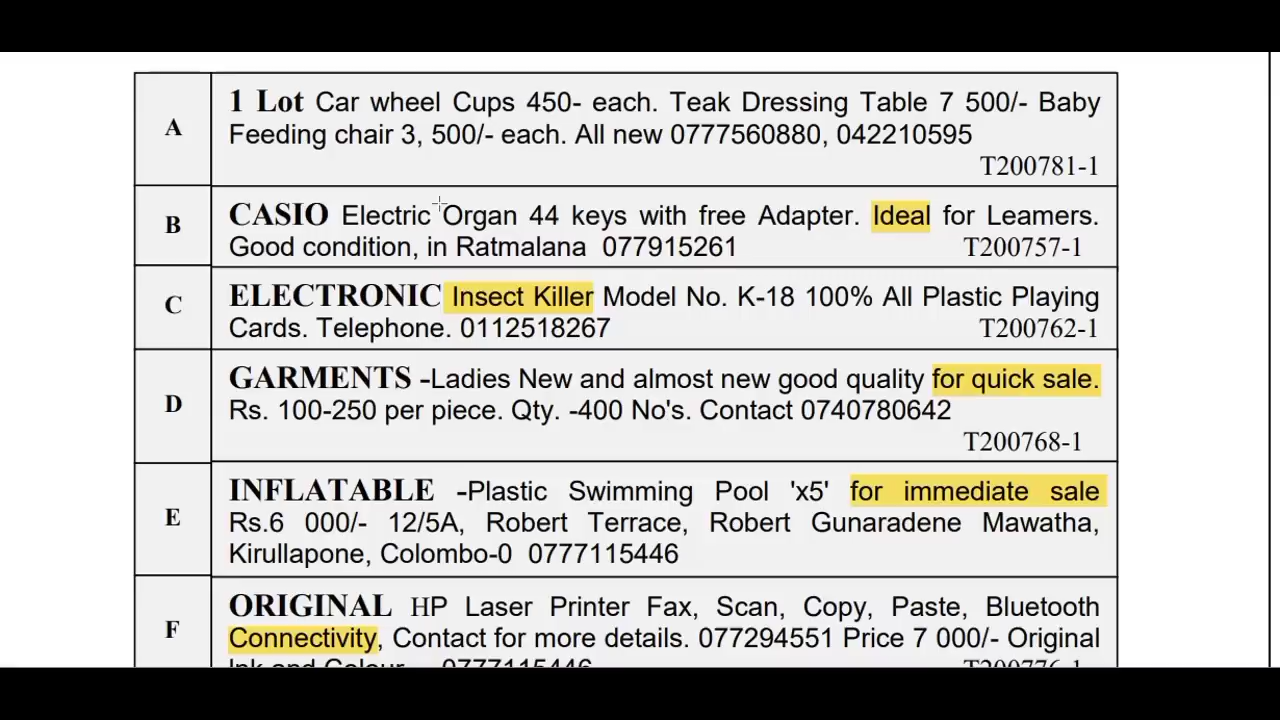 A
1 Lot Car wheel Cups 450- each. Teak Dressing Table 7 500/- Baby
Feeding chair 3, 500/- each. All new 0777560880, 042210595
T200781-1
B
CASIO Electric Organ 44 keys with free Adapter. Ideal for Leamers.
Good condition, in Ratmalana 077915261 T200757-1
C
ELECTRONIC Insect Killer Model No. K-18 100% All Plastic Playing
Cards. Telephone. 0112518267 T200762-1
D
GARMENTS -Ladies New and almost new good quality for quick sale.
Rs. 100-250 per piece. Qty. -400 No's. Contact 0740780642
T200768-1
E
INFLATABLE -Plastic Swimming Pool 'x5' for immediate sale
Rs.6 000/- 12/5A, Robert Terrace, Robert Gunaradene Mawatha,
Kirullapone, Colombo-0 0777115446
F
ORIGINAL HP Laser Printer Fax, Scan, Copy, Paste, Bluetooth
Connectivity, Contact for more details. 077294551 Price 7 000/- Original
Ink and Colour 0777115446 T200776-1